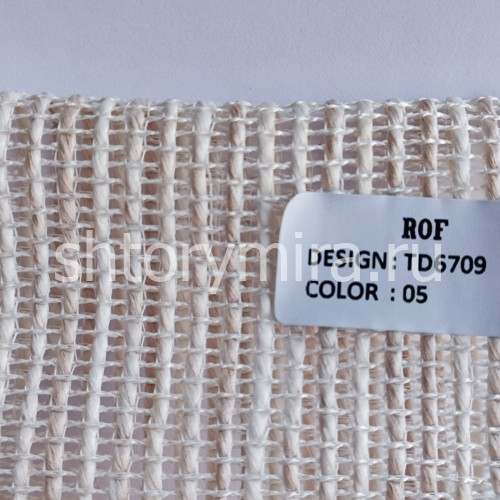 ROF
DESIGN : TD6709
COLOR : 05
shtorymira.ru